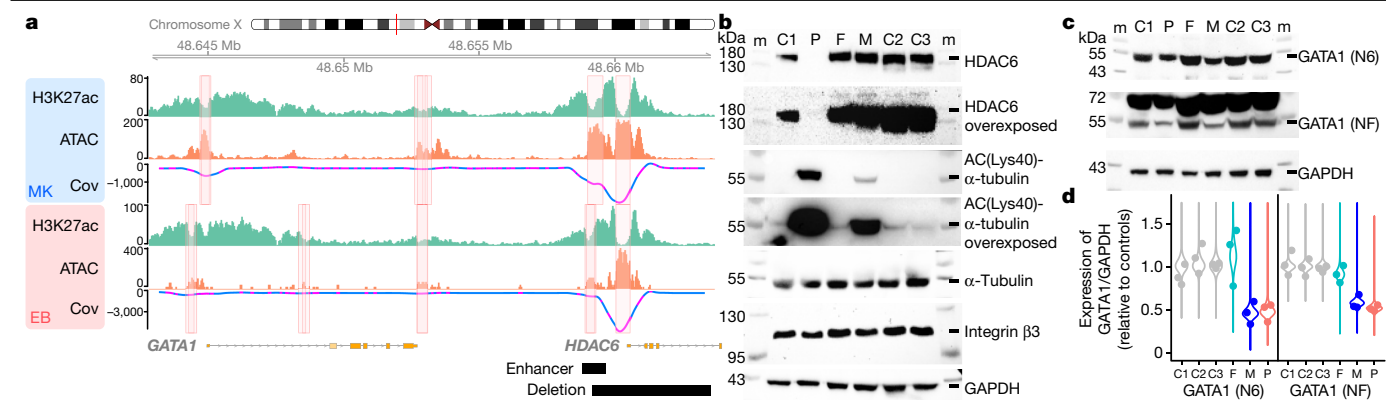 a
Chromosome X
48.645 Mb
48.655 Mb
48.65 Mb
48.66 Mb
H3K27ac
80
0
ATAC
200
0
MK
Cov
0
−1,000
H3K27ac
100
0
ATAC
400
0
EB
Cov
0
−3,000
GATA1
HDAC6
Enhancer
Deletion
b
kDa
m C1 P F M C2 C3 m
180
130
HDAC6
180
130
HDAC6
overexposed
55
AC(Lys40)-
α-tubulin
55
AC(Lys40)-
α-tubulin
overexposed
55
α-Tubulin
130
95
Integrin β3
43
GAPDH
c
kDa
m C1 P F M C2 C3 m
55
43
GATA1 (N6)
72
55
GATA1 (NF)
43
GAPDH
d
Expression of
GATA1/GAPDH
(relative to controls)
1.5
1.0
0.5
0
C1 C2 C3 F M P C1 C2 C3 F M P
GATA1 (N6) GATA1 (NF)